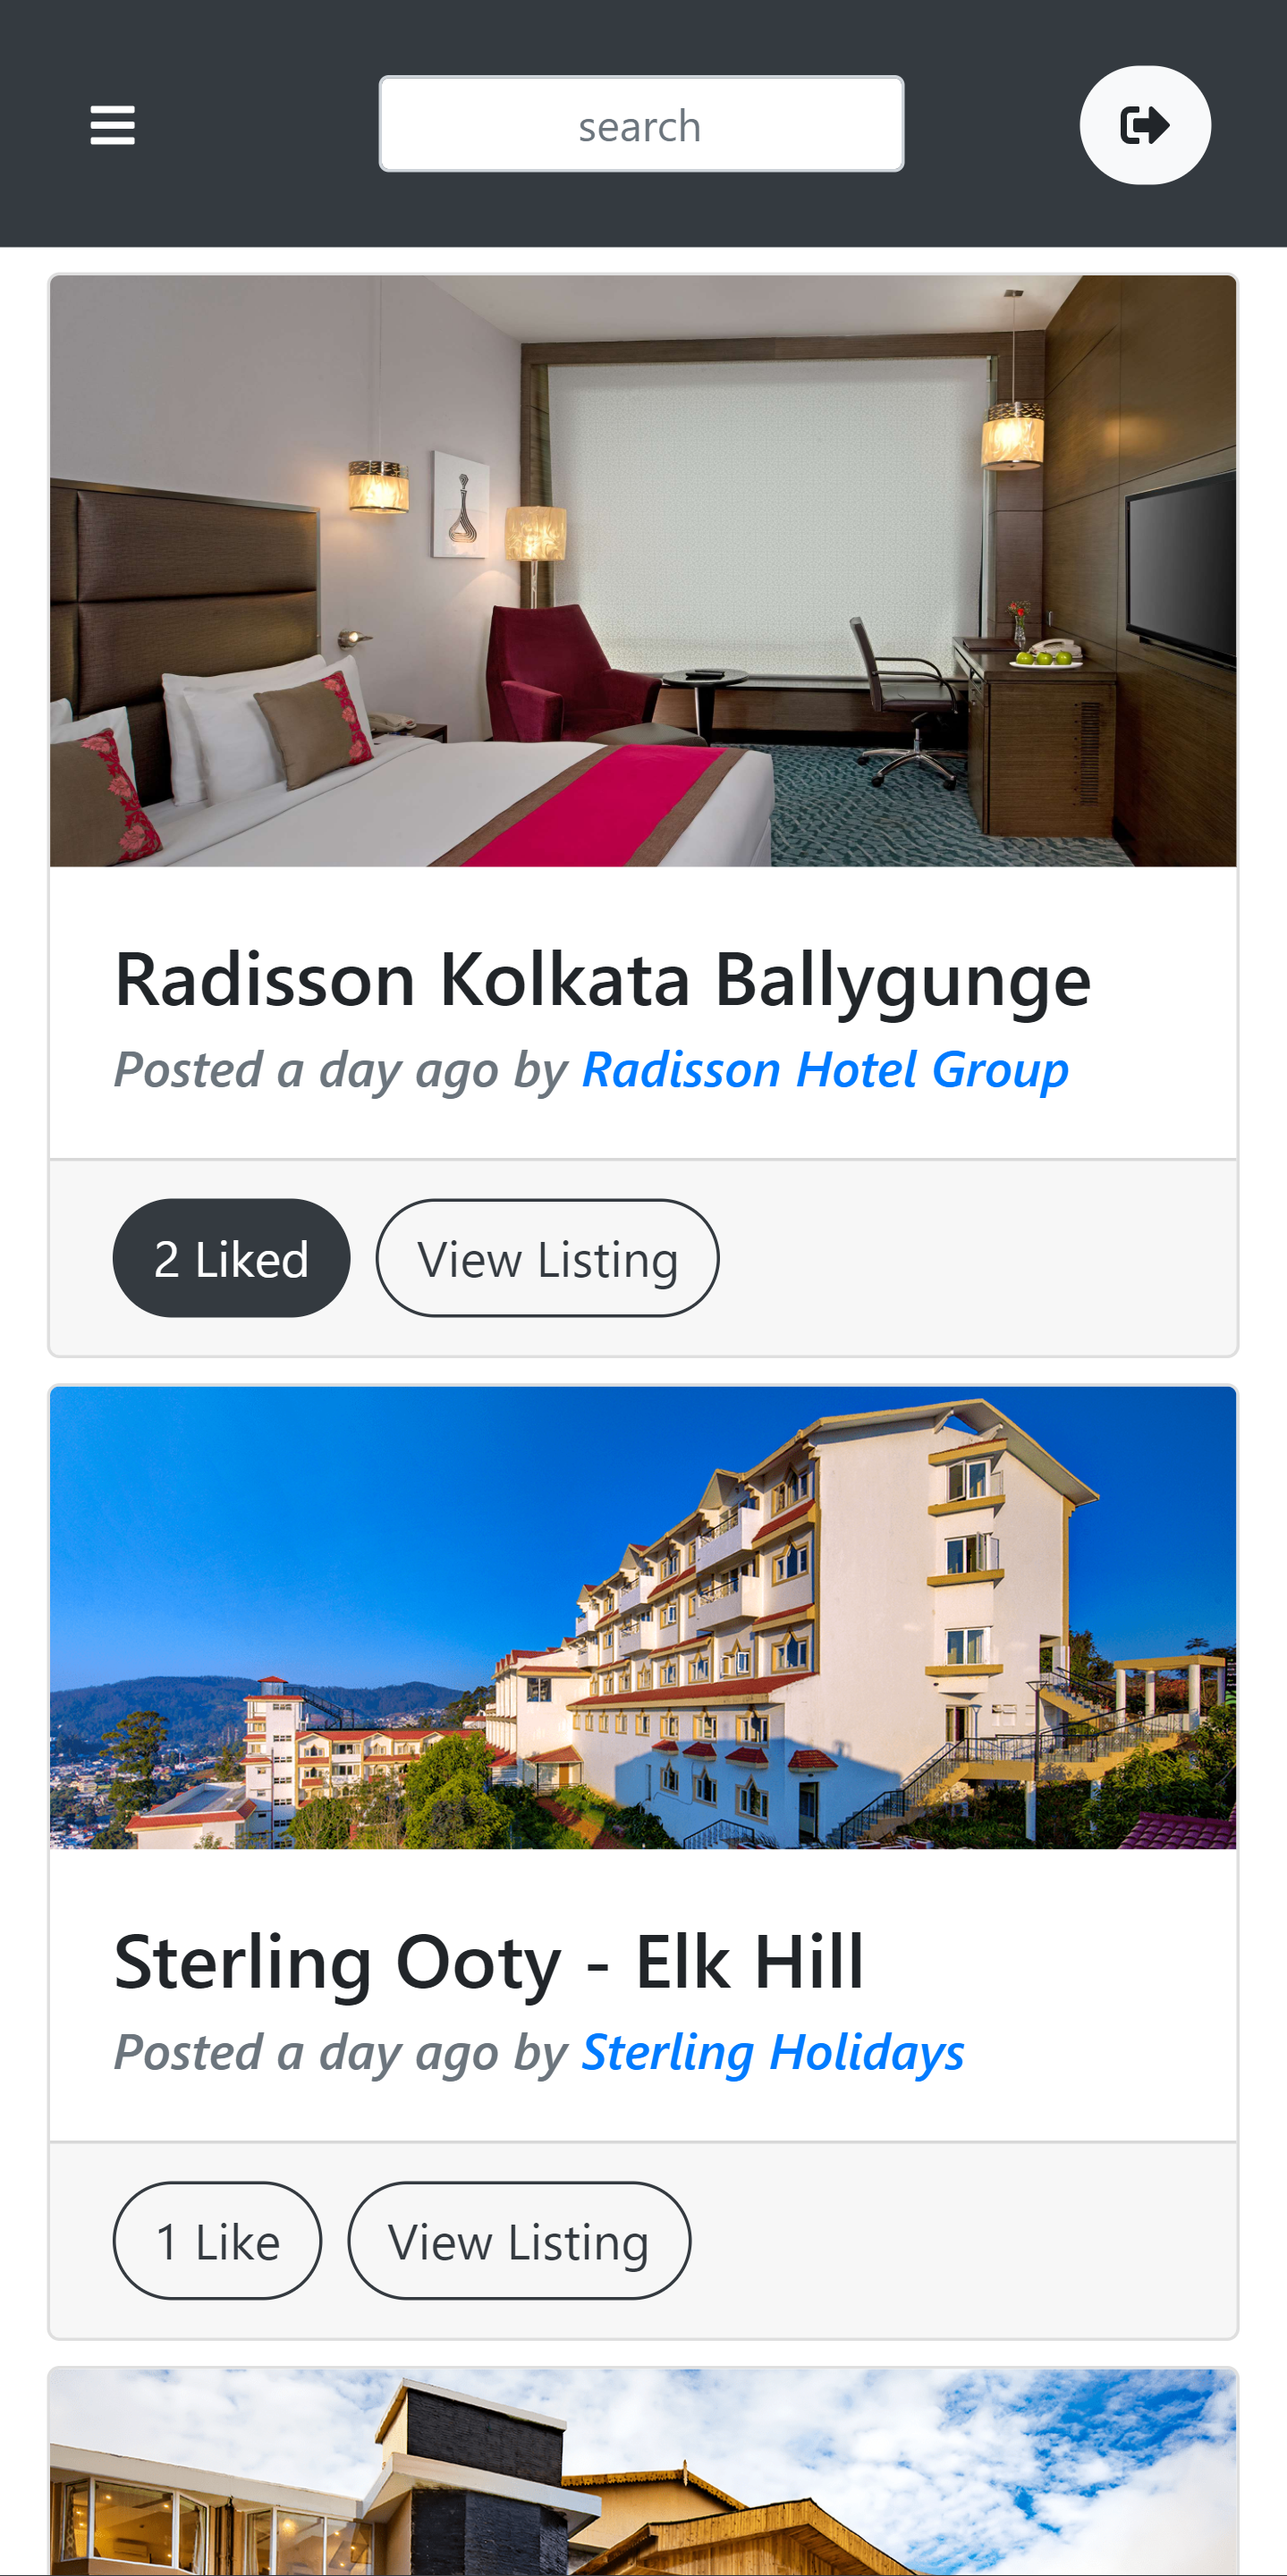 search
Radisson Kolkata Ballygunge
Posted a day ago by Radisson Hotel Group
2 Liked
View Listing
Sterling Ooty - Elk Hill
Posted a day ago by Sterling Holidays
1 Like
View Listing